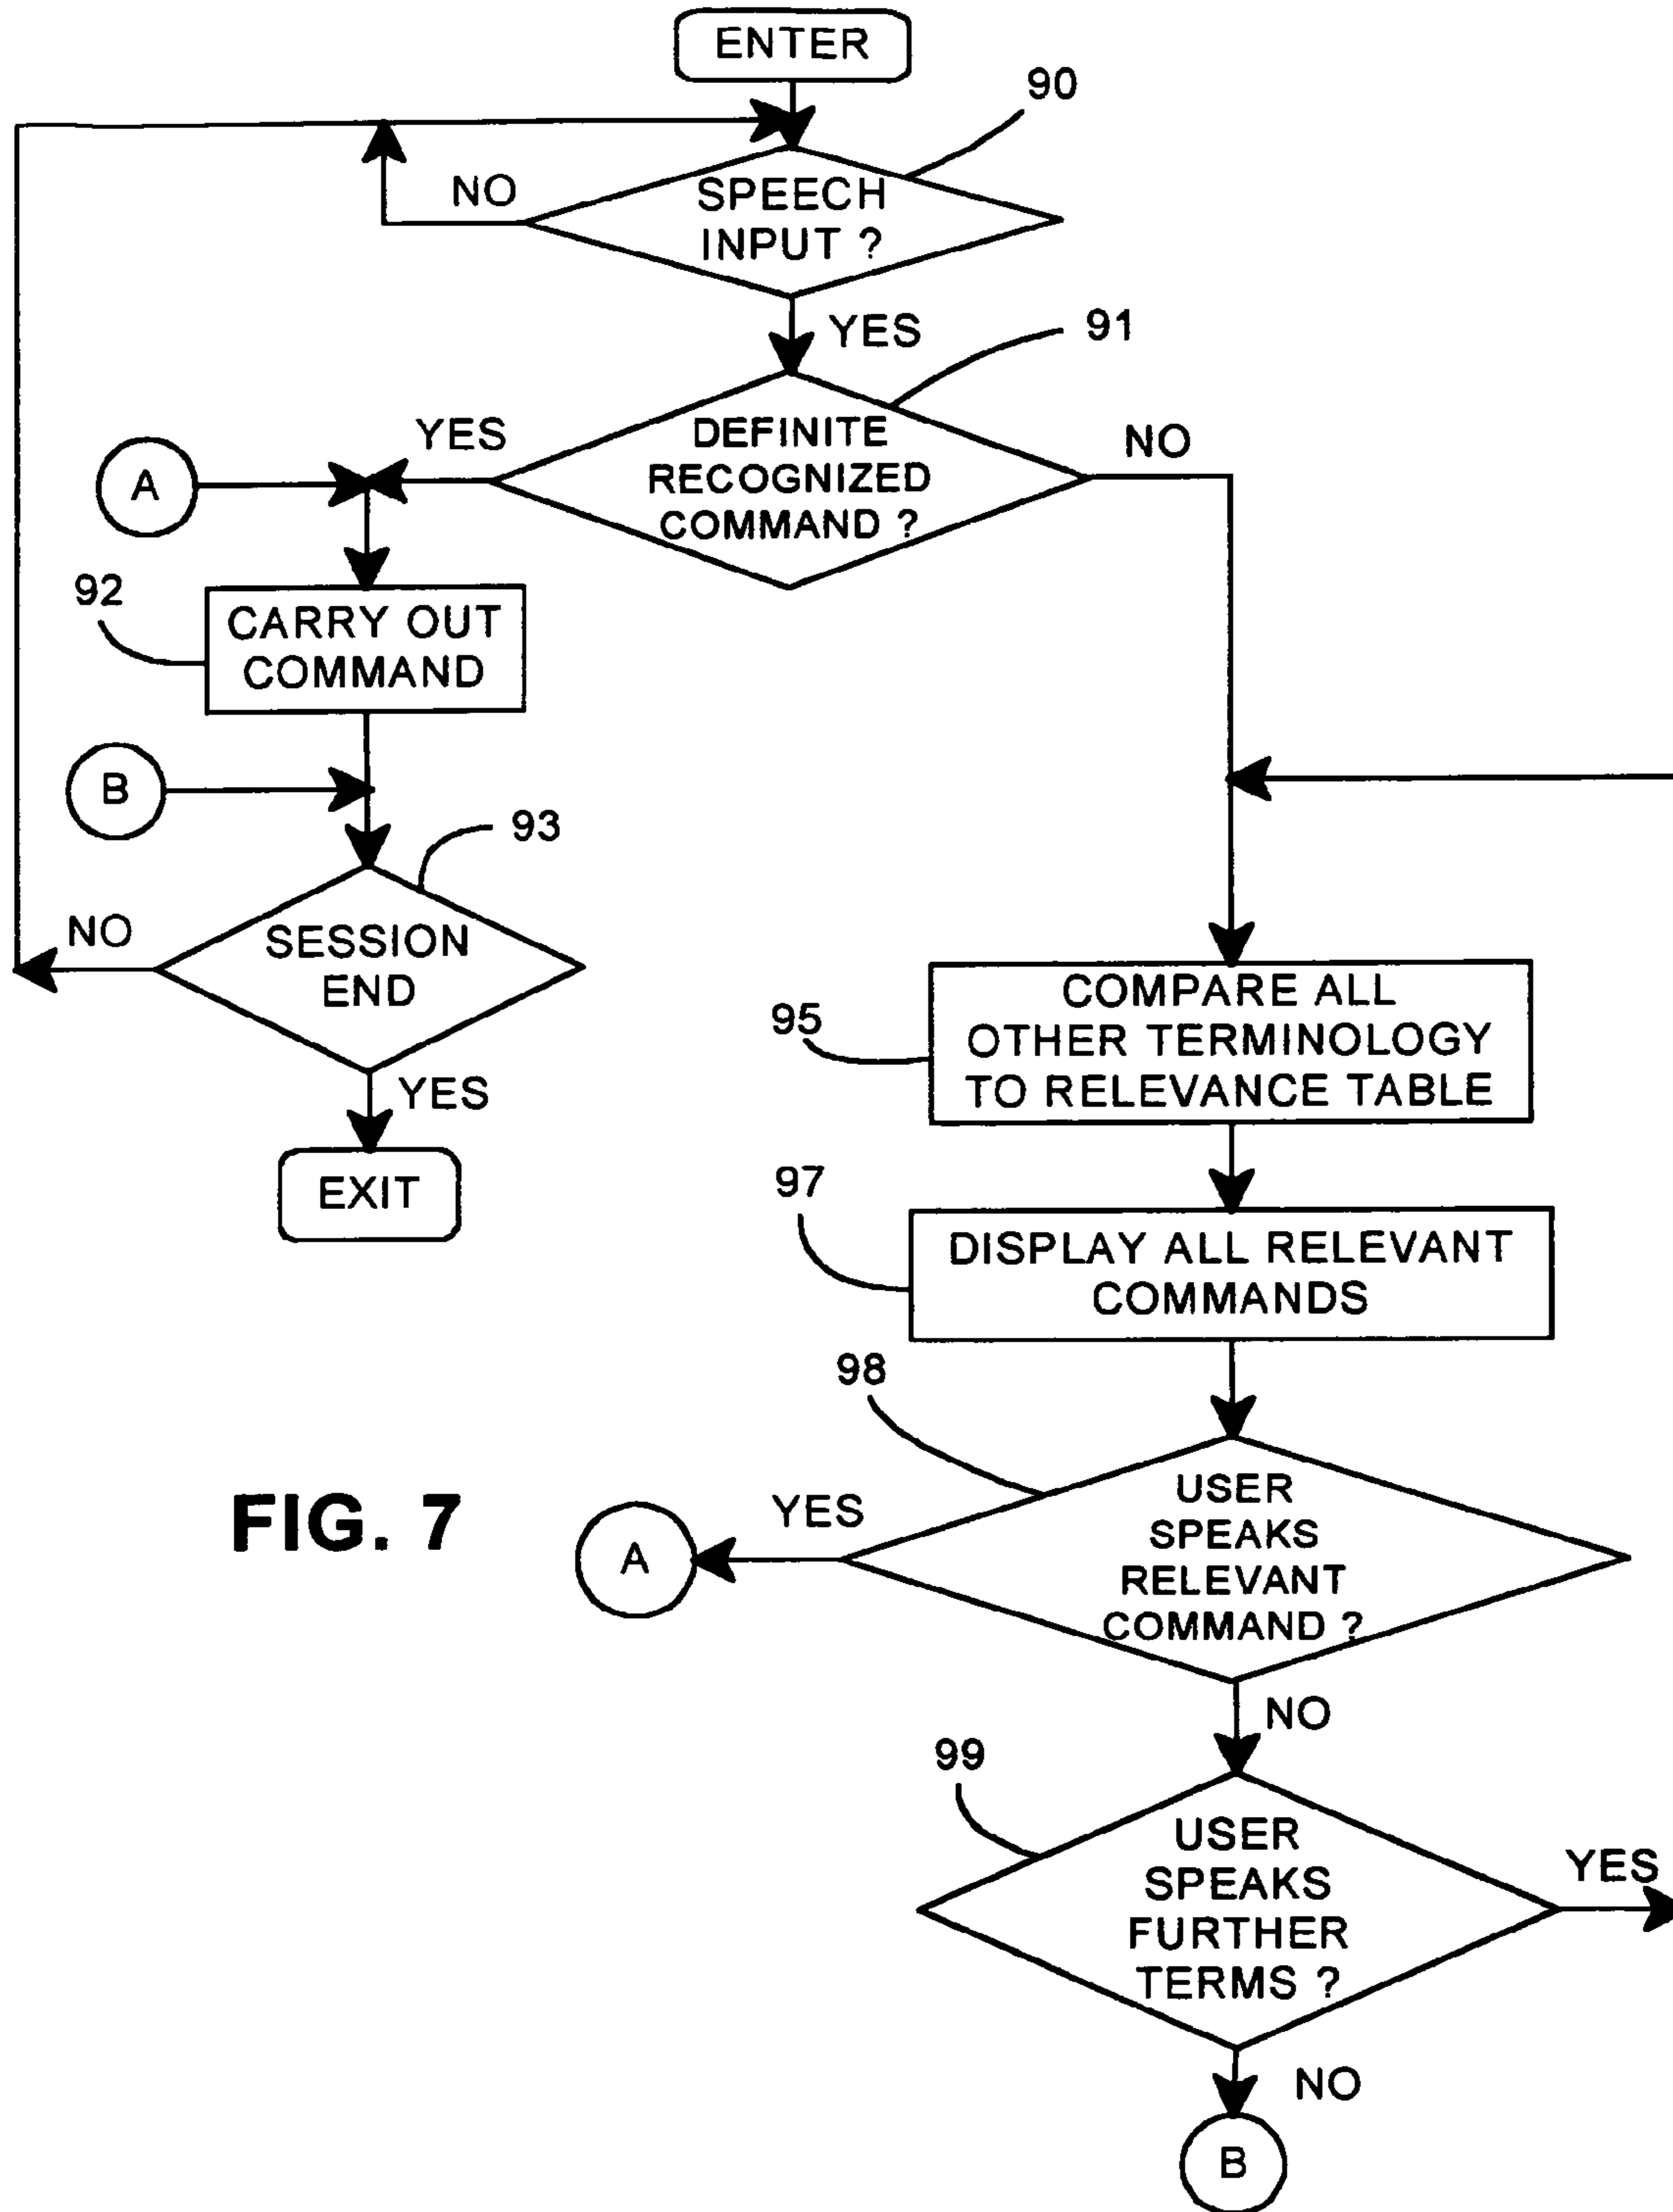 ENTER
90
SPEECH
INPUT ?
NO
YES
91
DEFINITE
RECOGNIZED
COMMAND ?
YES
NO
A
92
CARRY OUT
COMMAND
B
93
SESSION
END
NO
YES
EXIT
95
COMPARE ALL
OTHER TERMINOLOGY
TO RELEVANCE TABLE
97
DISPLAY ALL RELEVANT
COMMANDS
98
USER
SPEAKS
RELEVANT
COMMAND ?
YES
A
FIG. 7
NO
99
USER
SPEAKS
FURTHER
TERMS ?
YES
NO
B